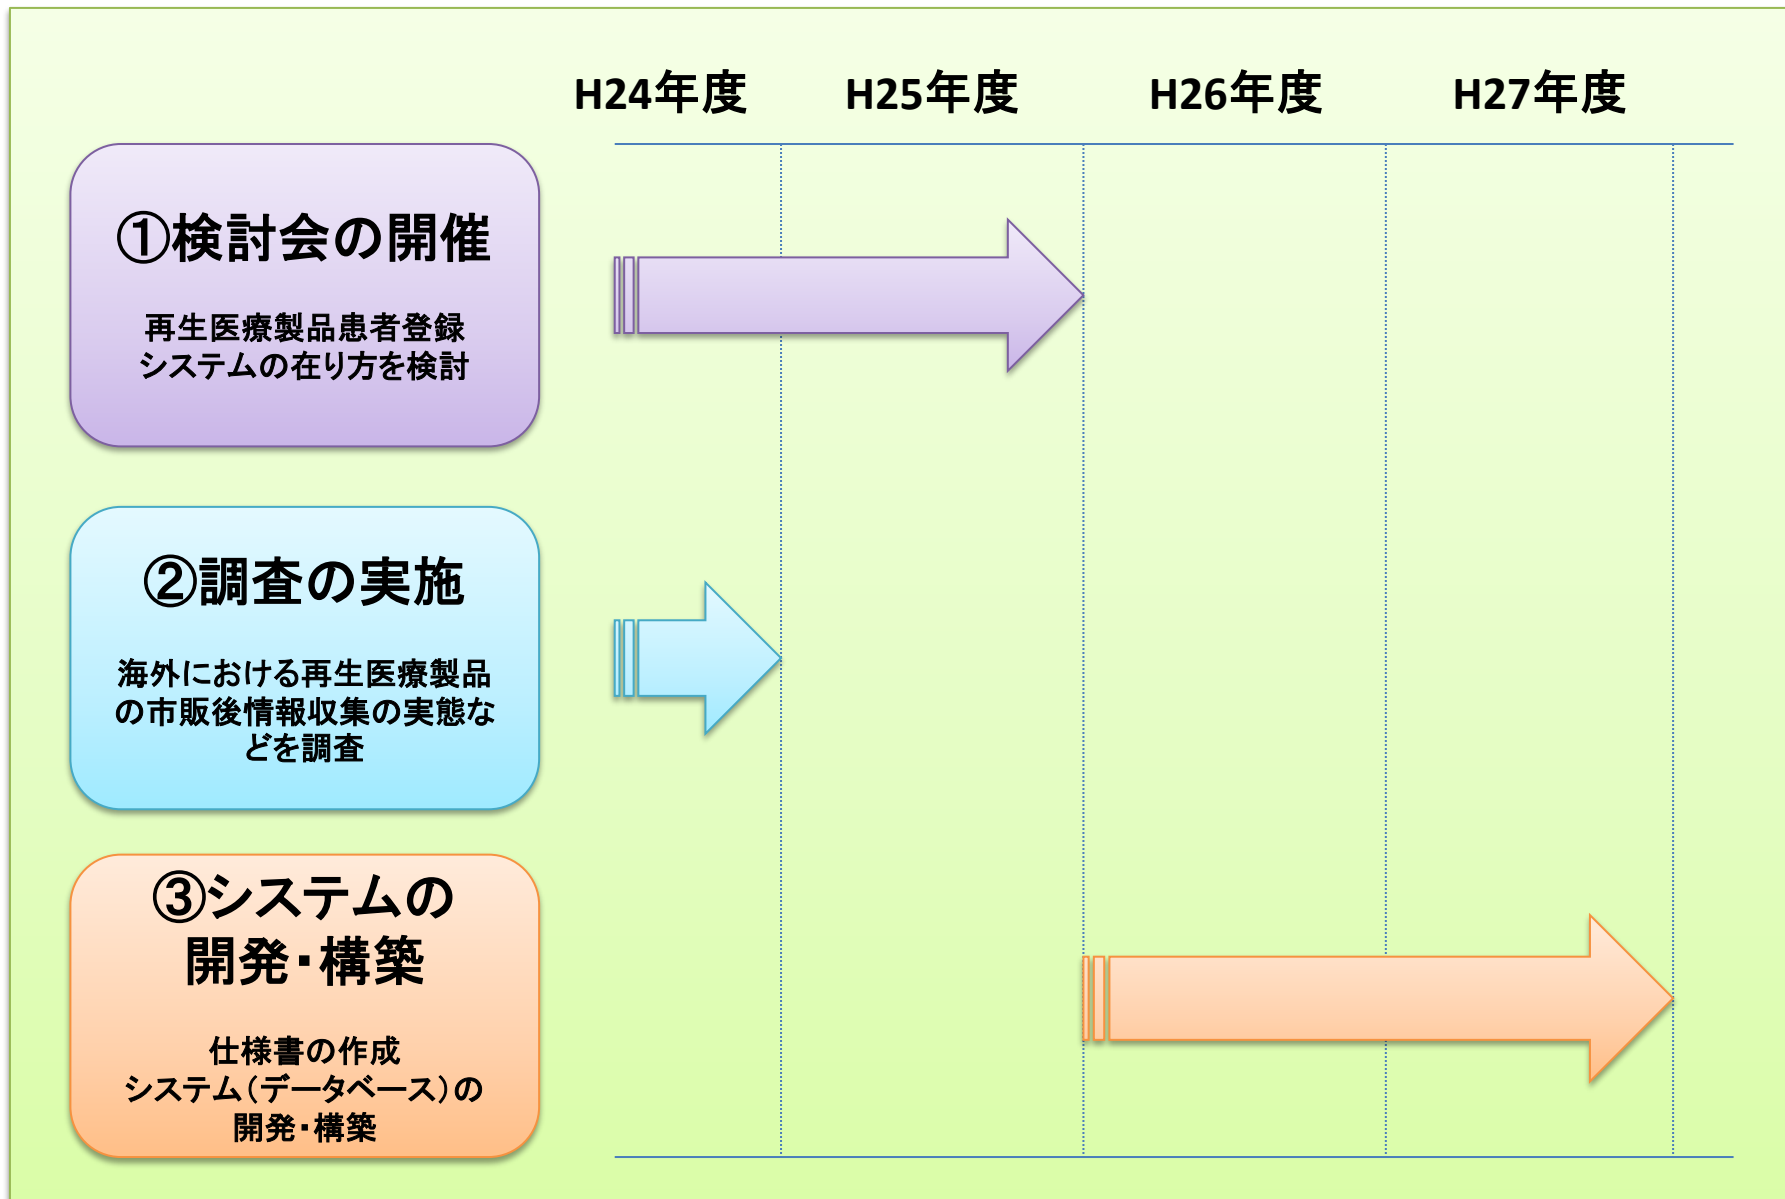 H24年度 H25年度 H26年度 H27年度
①検討会の開催
再生医療製品患者登録
システムの在り方を検討
②調査の実施
海外における再生医療製品
の市販後情報収集の実態な
どを調査
③システムの
開発・構築
仕様書の作成
システム（データベース）の
開発・構築